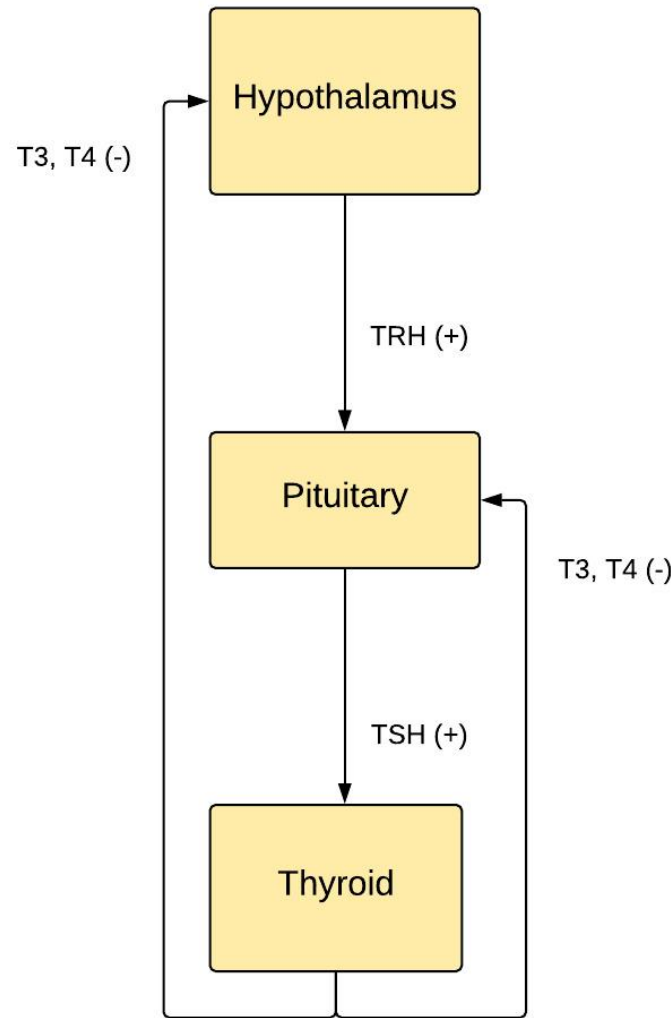 Hypothalamus
T3, T4 (-)
TRH (+)
Pituitary
T3, T4 (-)
TSH (+)
Thyroid